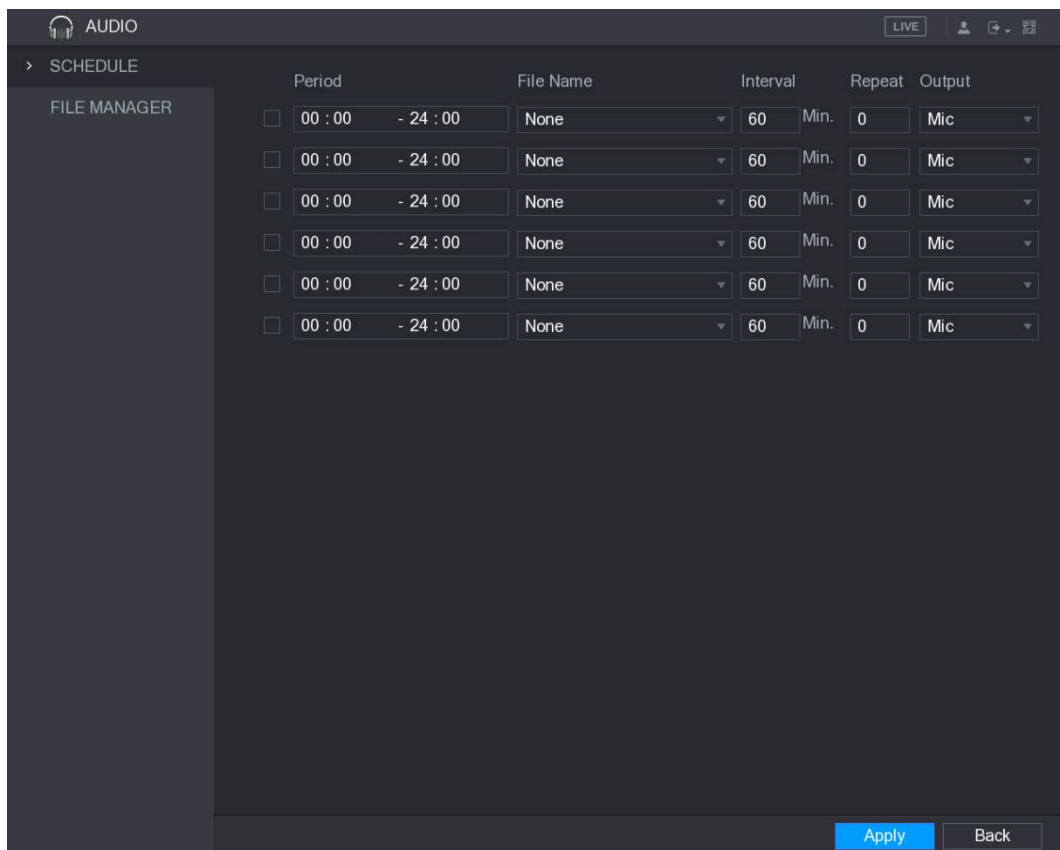 AUDIO LIVE
SCHEDULE
FILE MANAGER
Period File Name Interval Repeat Output
00 : 00 - 24 : 00 None 60 Min. 0 Mic
00 : 00 - 24 : 00 None 60 Min. 0 Mic
00 : 00 - 24 : 00 None 60 Min. 0 Mic
00 : 00 - 24 : 00 None 60 Min. 0 Mic
00 : 00 - 24 : 00 None 60 Min. 0 Mic
00 : 00 - 24 : 00 None 60 Min. 0 Mic
Apply Back